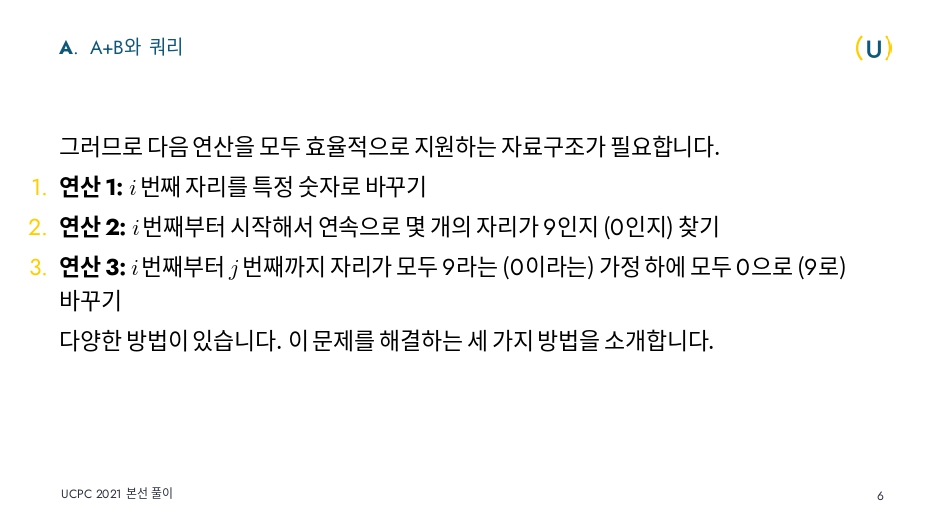 A. A+B와 쿼리
(U)
그러므로 다음 연산을 모두 효율적으로 지원하는 자료구조가 필요합니다.
1. 연산 1: i 번째 자리를 특정 숫자로 바꾸기
2. 연산 2: i 번째부터 시작해서 연속으로 몇 개의 자리가 9인지 (0인지) 찾기
3. 연산 3: i 번째부터 j 번째까지 자리가 모두 9라는 (0이라는) 가정 하에 모두 0으로 (9로)
바꾸기
다양한 방법이 있습니다. 이 문제를 해결하는 세 가지 방법을 소개합니다.
UCPC 2021 본선 풀이
6